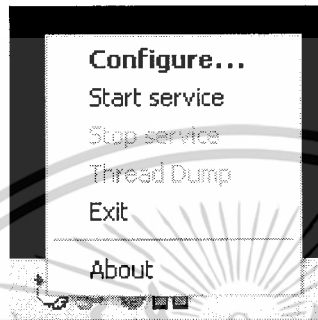 Configure...
Start service
Stop service
Thread Dump
Exit
About